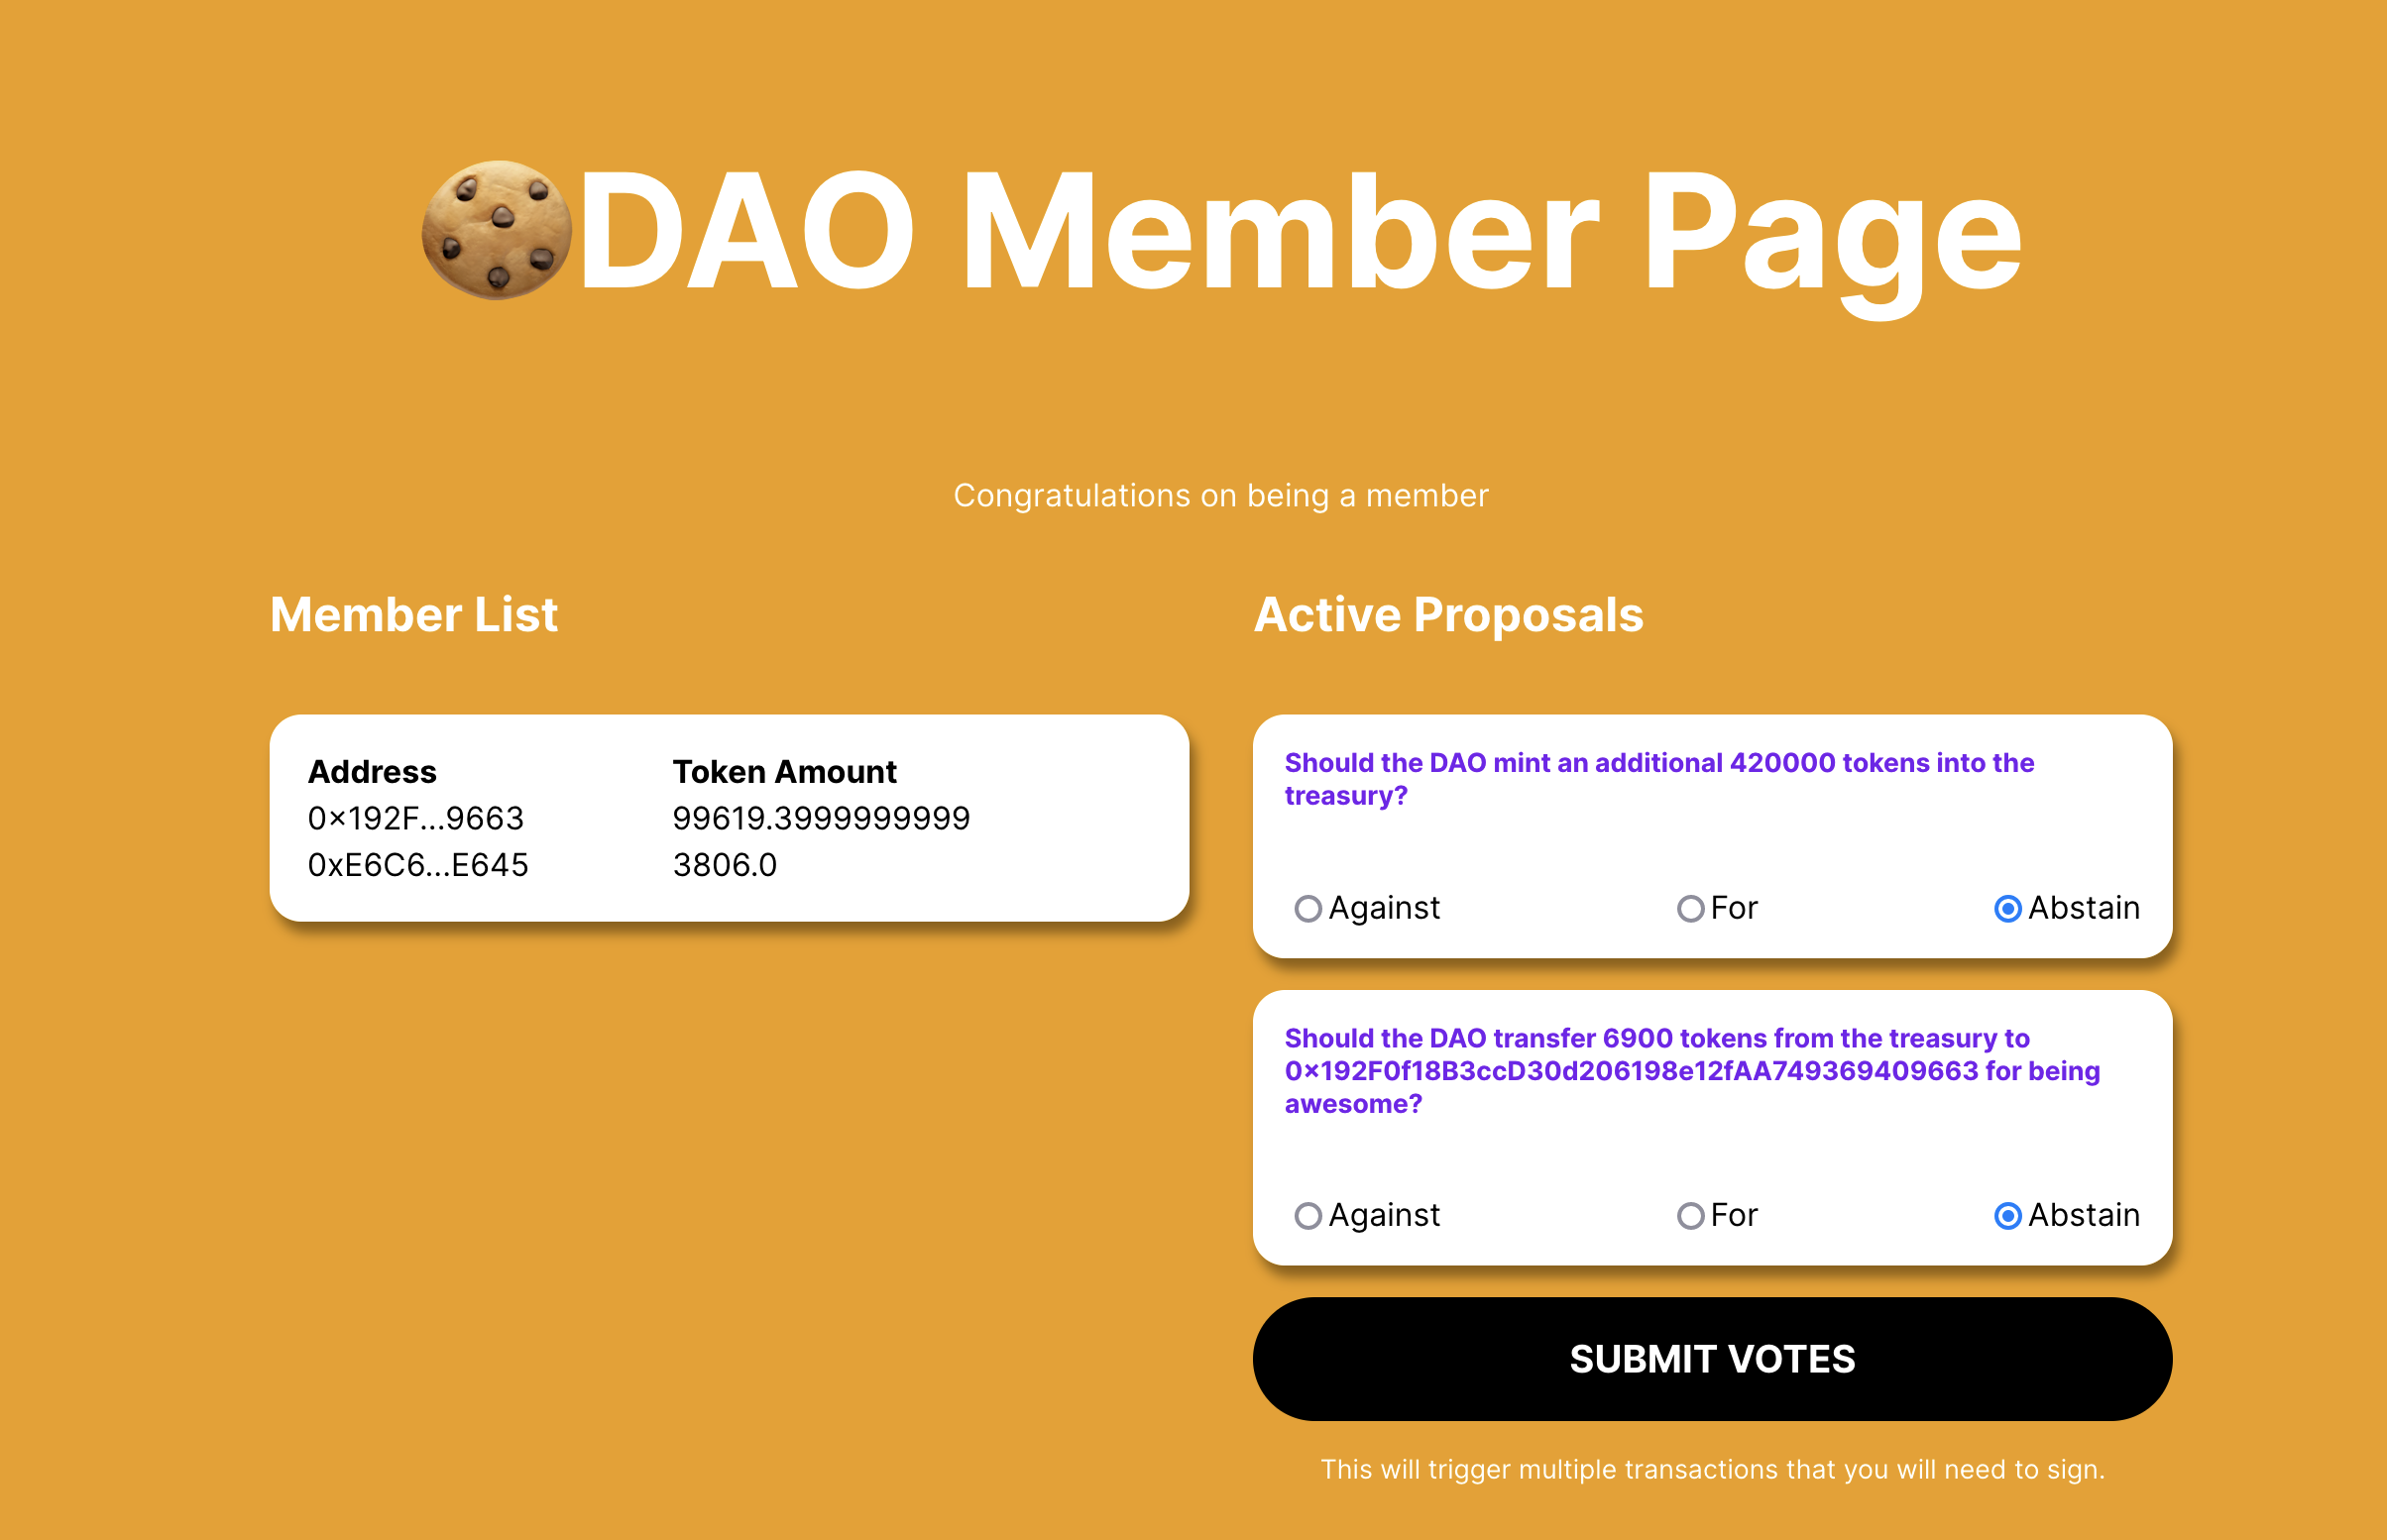 🍪DAO Member Page
Congratulations on being a member
Member List
Address Token Amount
0×192F...9663 99619.3999999999
0xE6C6...E645 3806.0
Active Proposals
Should the DAO mint an additional 420000 tokens into the
treasury?
Against For Abstain
Should the DAO transfer 6900 tokens from the treasury to
0×192F0f18B3ccD30d206198e12fAA749369409663 for being
awesome?
Against For Abstain
SUBMIT VOTES
This will trigger multiple transactions that you will need to sign.